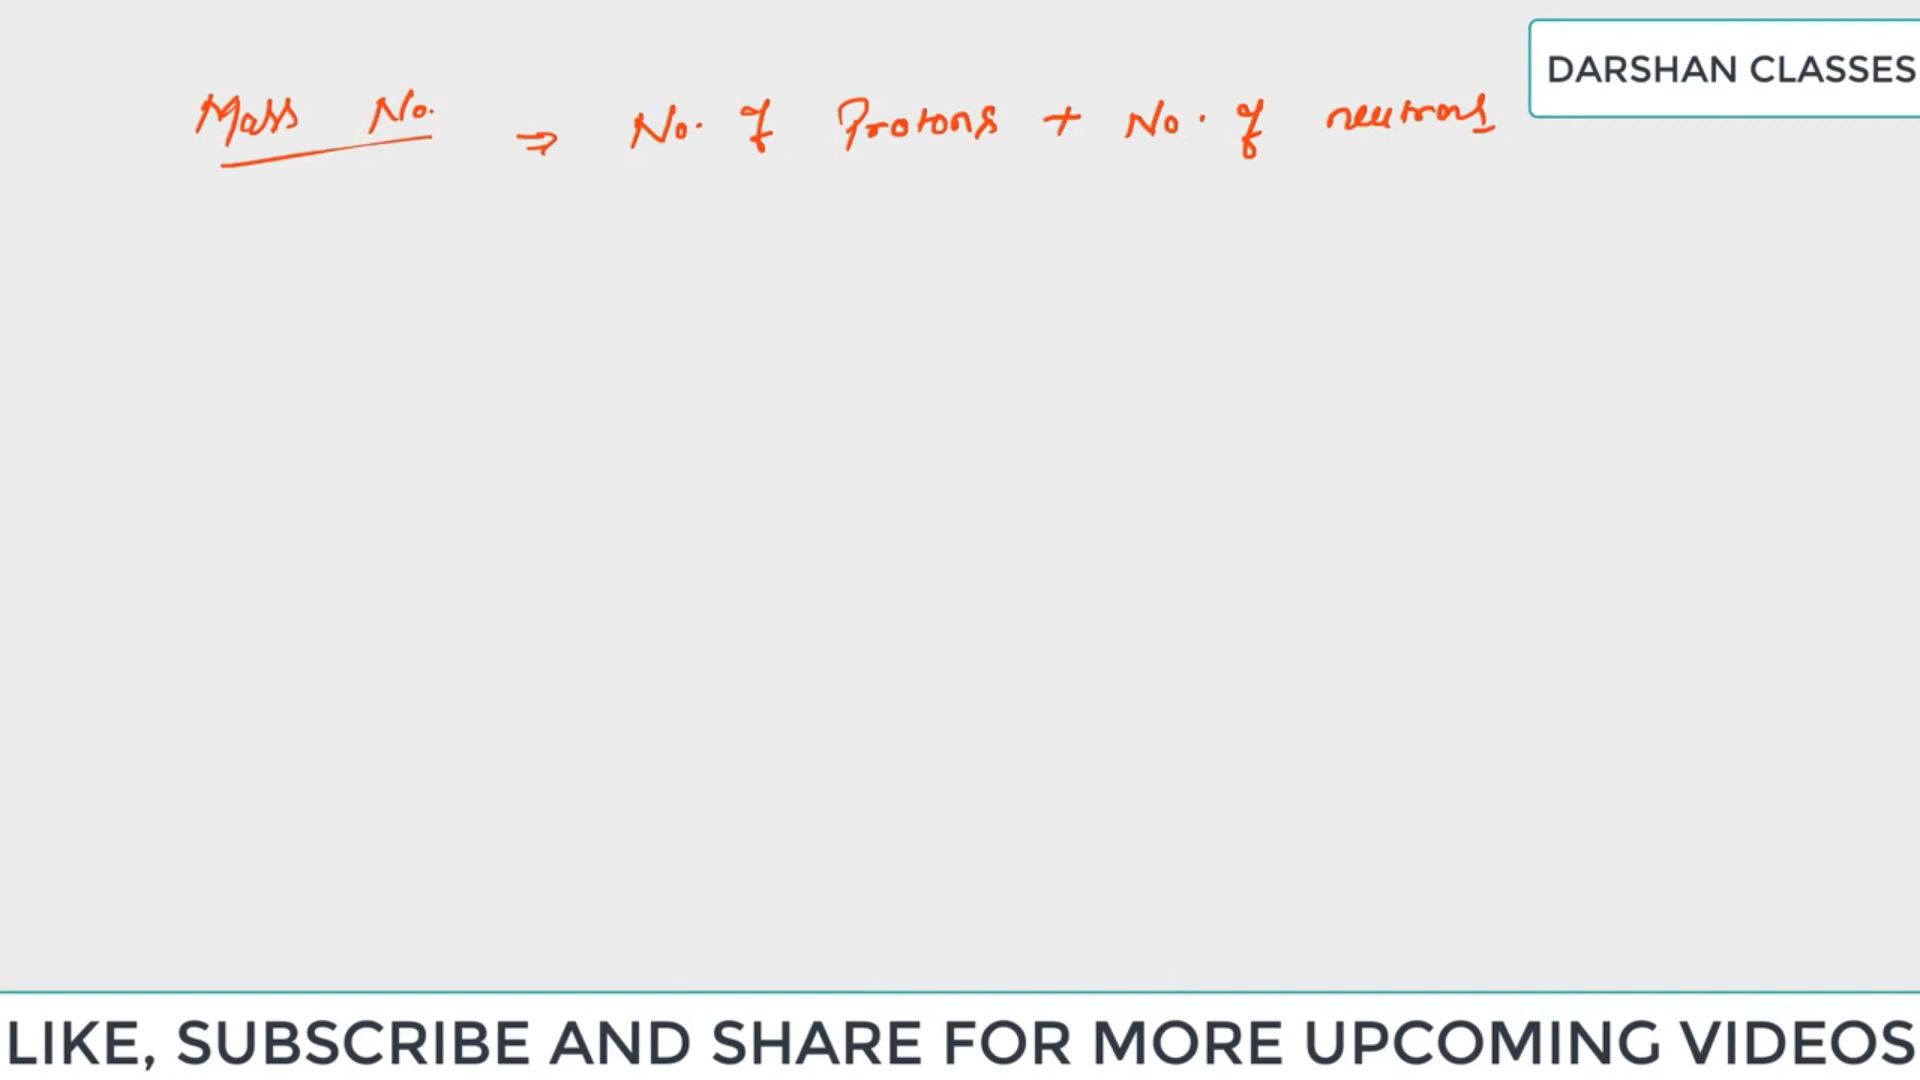 DARSHAN CLASSES
Mass No. ⇒ No. of Protons + No. of neutrons
LIKE, SUBSCRIBE AND SHARE FOR MORE UPCOMING VIDEOS